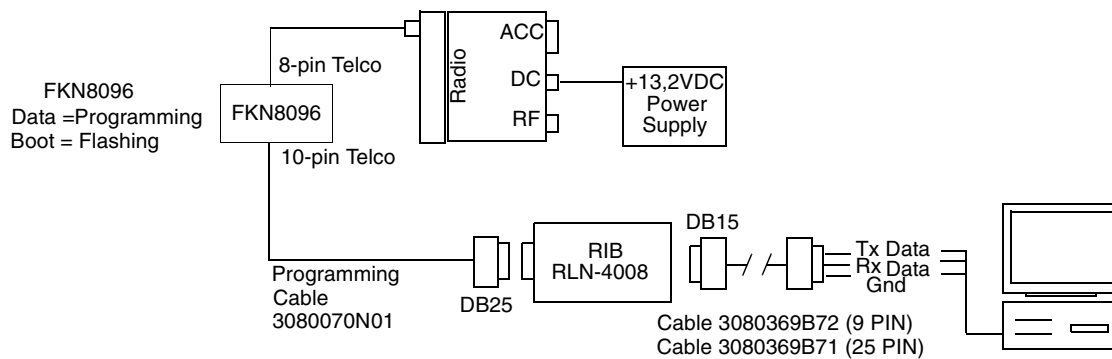 FKN8096
Data =Programming
Boot = Flashing
8-pin Telco
FKN8096
10-pin Telco
Radio
ACC
DC
RF
+13,2VDC
Power
Supply
Programming
Cable
3080070N01
DB25
RIB
RLN-4008
DB15
Tx Data
Rx Data
Gnd
Cable 3080369B72 (9 PIN)
Cable 3080369B71 (25 PIN)